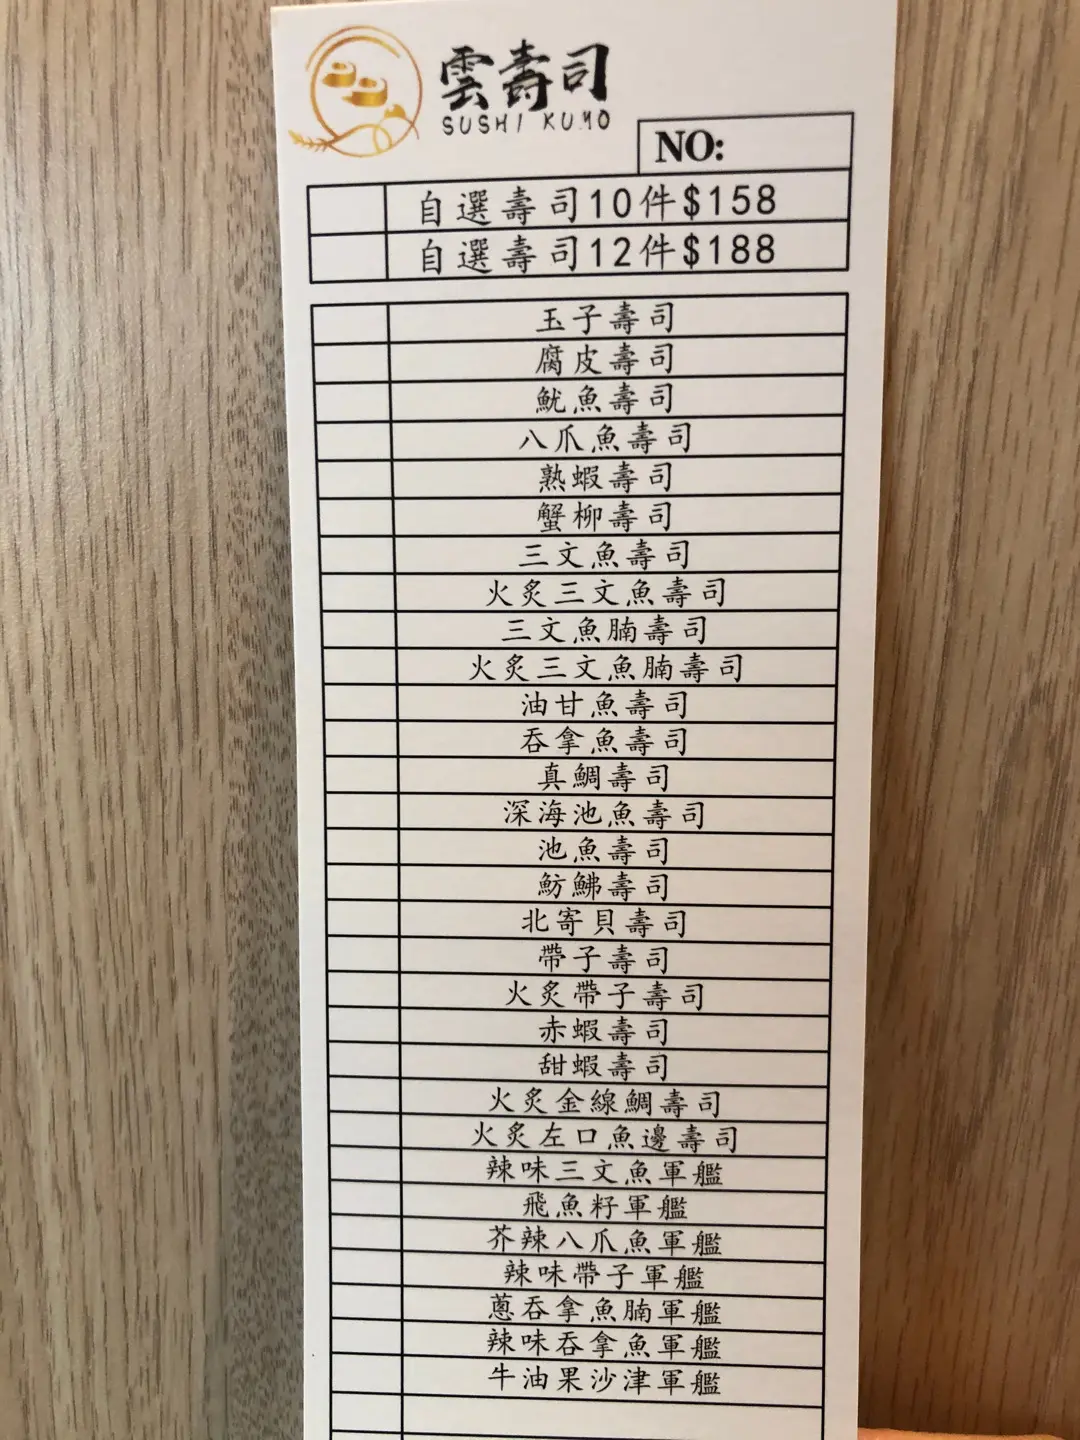 雲壽司
SUSHI KUMO
NO:
自選壽司10件$158
自選壽司12件$188
玉子壽司
腐皮壽司
魷魚壽司
八爪魚壽司
熟蝦壽司
蟹柳壽司
三文魚壽司
火炙三文魚壽司
三文魚腩壽司
火炙三文魚腩壽司
油甘魚壽司
吞拿魚壽司
真鯛壽司
深海池魚壽司
池魚壽司
魴鮄壽司
北寄貝壽司
帶子壽司
火炙帶子壽司
赤蝦壽司
甜蝦壽司
火炙金線鯛壽司
火炙左口魚邊壽司
辣味三文魚軍艦
飛魚籽軍艦
芥辣八爪魚軍艦
辣味帶子軍艦
蔥吞拿魚腩軍艦
辣味吞拿魚軍艦
牛油果沙津軍艦